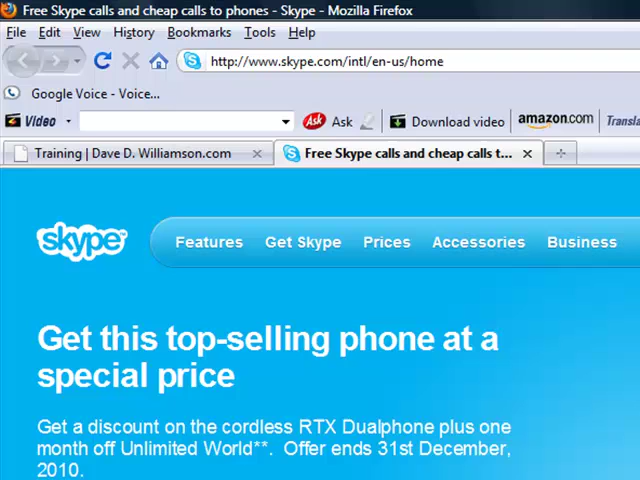 Free Skype calls and cheap calls to phones - Skype - Mozilla Firefox
File Edit View History Bookmarks Tools Help
http://www.skype.com/intl/en-us/home
Google Voice - Voice...
Video Ask Download video amazon.com
Training | Dave D. Williamson.com Free Skype calls and cheap calls t...
skype Features Get Skype Prices Accessories Business
Get this top-selling phone at a
special price
Get a discount on the cordless RTX Dualphone plus one
month off Unlimited World**. Offer ends 31st December,
2010.